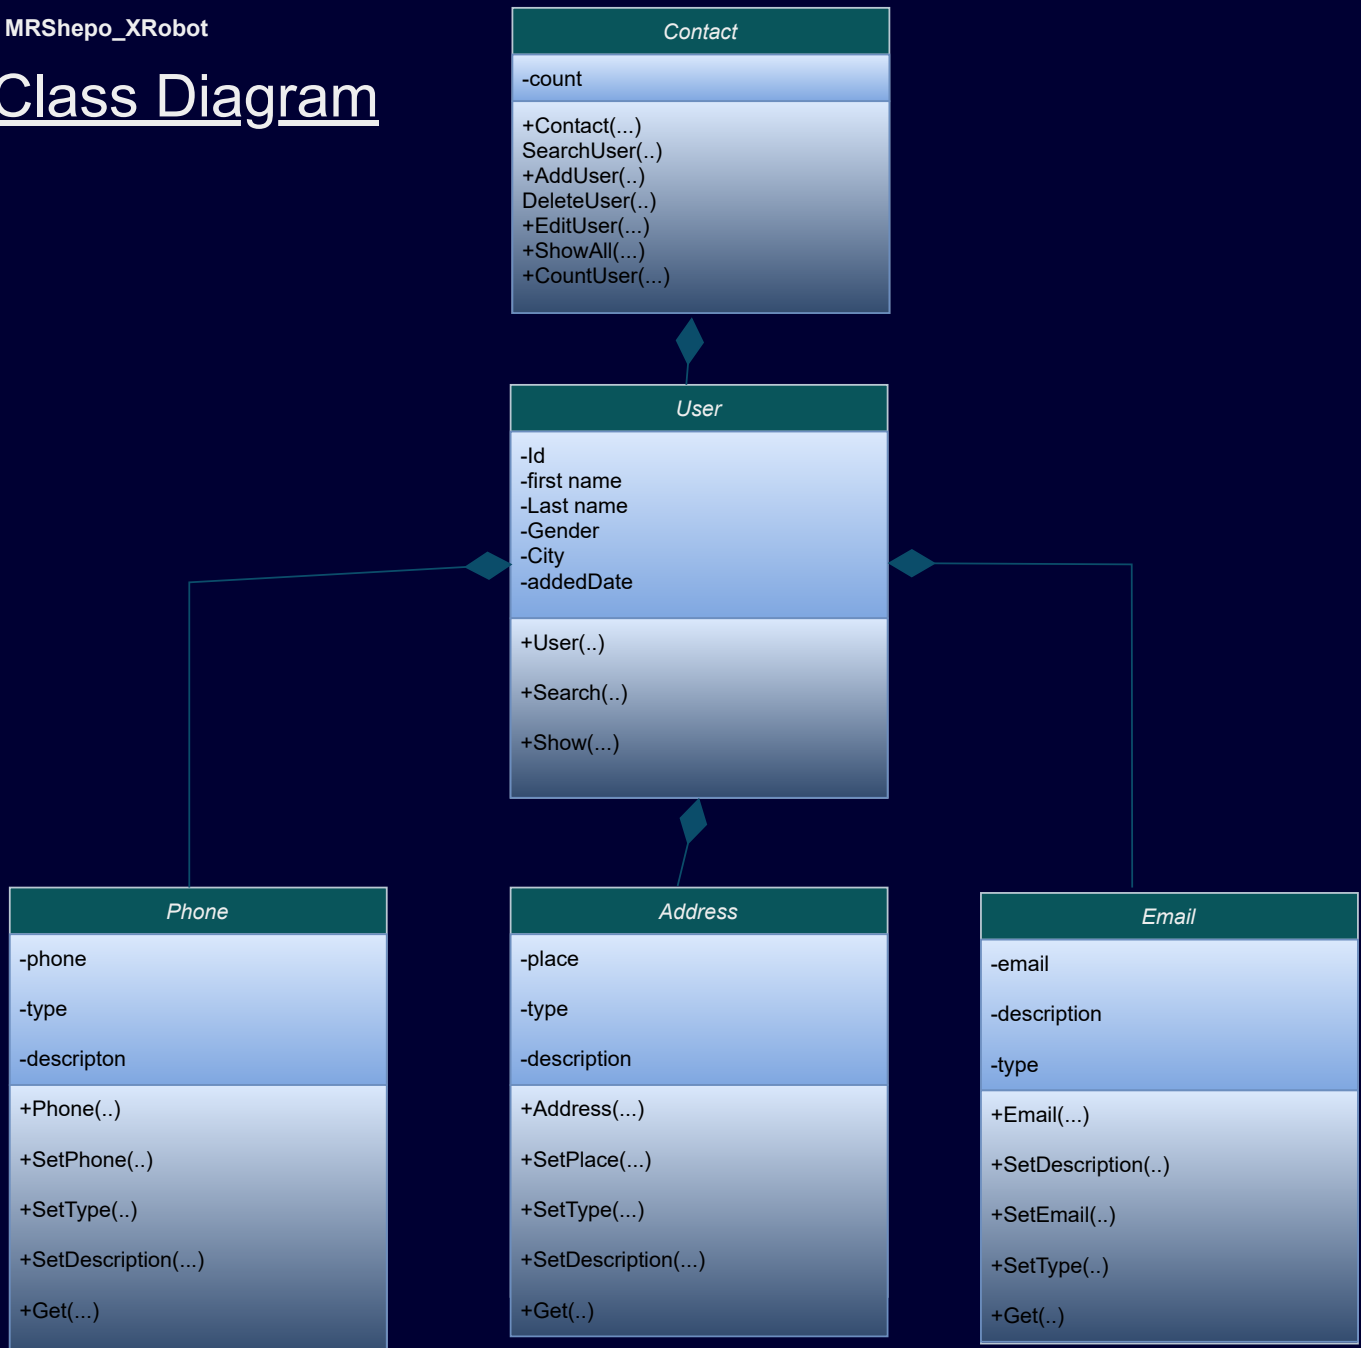 MRShepo_XRobot
Class Diagram
Contact
-count
+Contact(...)
SearchUser(..)
+AddUser(..)
DeleteUser(..)
+EditUser(...)
+ShowAll(...)
+CountUser(...)
User
-Id
-first name
-Last name
-Gender
-City
-addedDate
+User(..)
+Search(..)
+Show(...)
Phone
-phone
-type
-descripton
+Phone(..)
+SetPhone(..)
+SetType(..)
+SetDescription(...)
+Get(...)
Address
-place
-type
-description
+Address(...)
+SetPlace(...)
+SetType(...)
+SetDescription(...)
+Get(..)
Email
-email
-description
-type
+Email(...)
+SetDescription(..)
+SetEmail(..)
+SetType(..)
+Get(..)